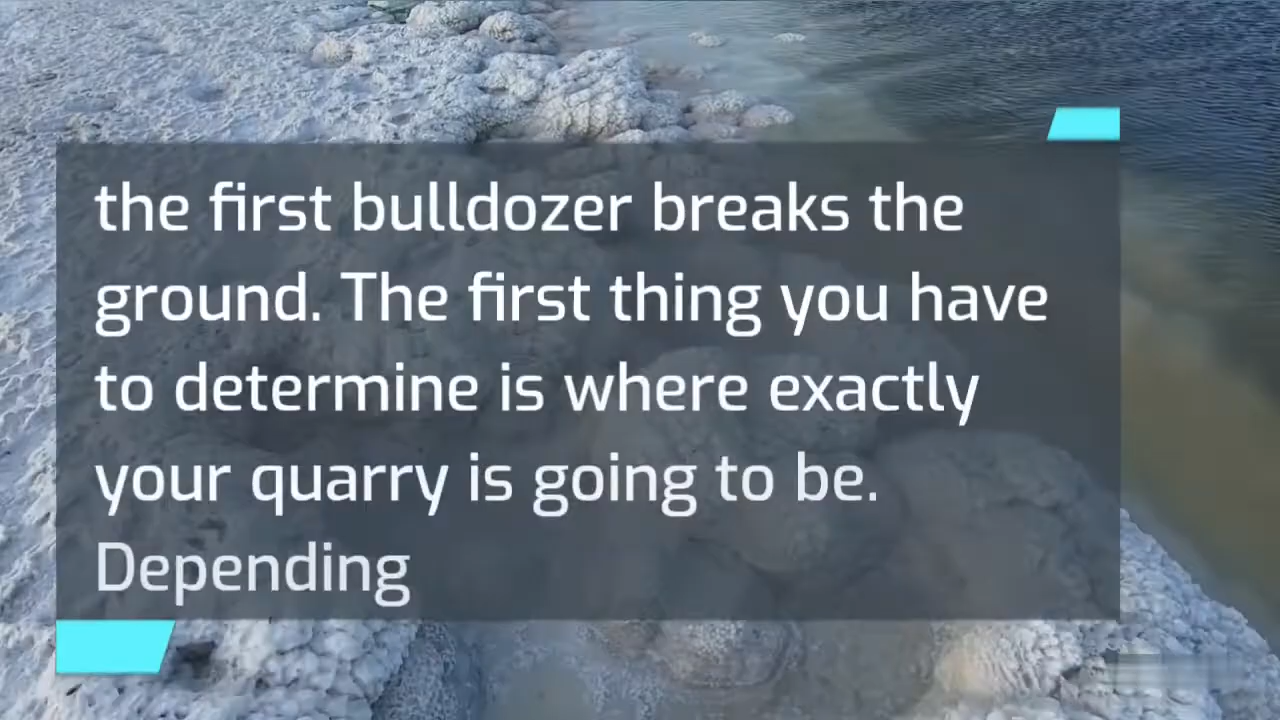 the first bulldozer breaks the
ground. The first thing you have
to determine is where exactly
your quarry is going to be.
Depending